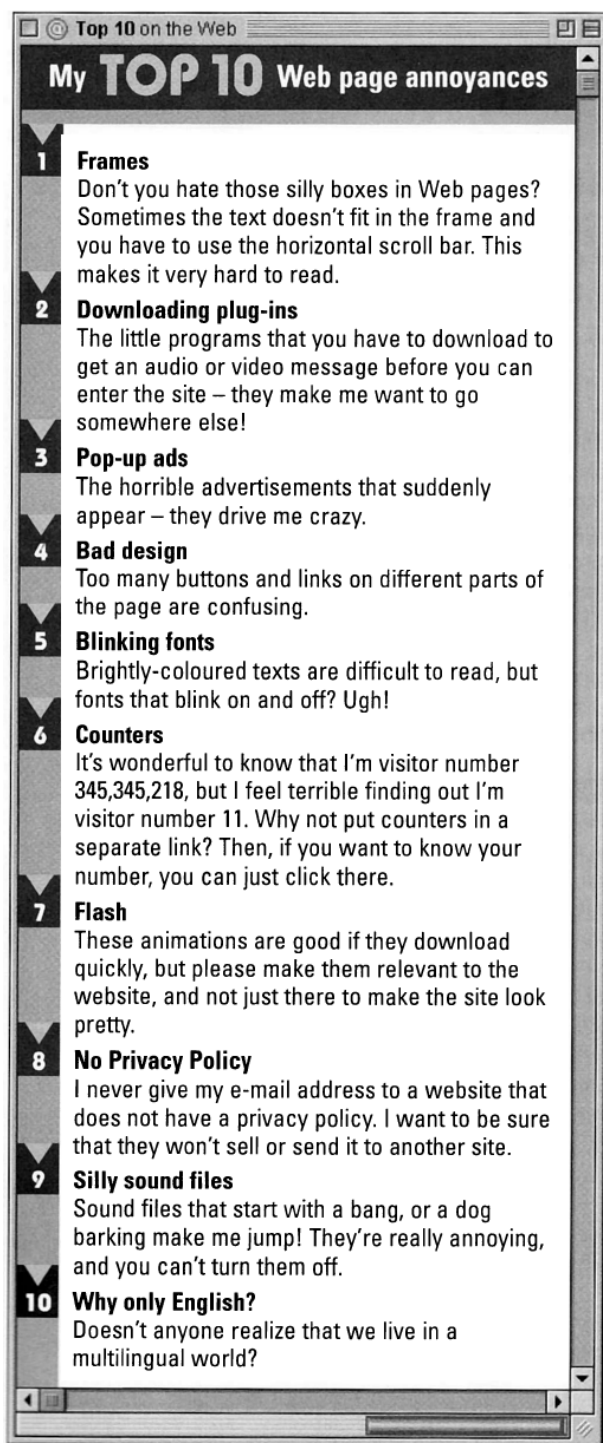 Top 10 on the Web
My TOP 10 Web page annoyances
1 Frames
Don't you hate those silly boxes in Web pages?
Sometimes the text doesn't fit in the frame and
you have to use the horizontal scroll bar. This
makes it very hard to read.
2 Downloading plug-ins
The little programs that you have to download to
get an audio or video message before you can
enter the site – they make me want to go
somewhere else!
3 Pop-up ads
The horrible advertisements that suddenly
appear – they drive me crazy.
4 Bad design
Too many buttons and links on different parts of
the page are confusing.
5 Blinking fonts
Brightly-coloured texts are difficult to read, but
fonts that blink on and off? Ugh!
6 Counters
It's wonderful to know that I'm visitor number
345,345,218, but I feel terrible finding out I'm
visitor number 11. Why not put counters in a
separate link? Then, if you want to know your
number, you can just click there.
7 Flash
These animations are good if they download
quickly, but please make them relevant to the
website, and not just there to make the site look
pretty.
8 No Privacy Policy
I never give my e-mail address to a website that
does not have a privacy policy. I want to be sure
that they won't sell or send it to another site.
9 Silly sound files
Sound files that start with a bang, or a dog
barking make me jump! They're really annoying,
and you can't turn them off.
10 Why only English?
Doesn't anyone realize that we live in a
multilingual world?